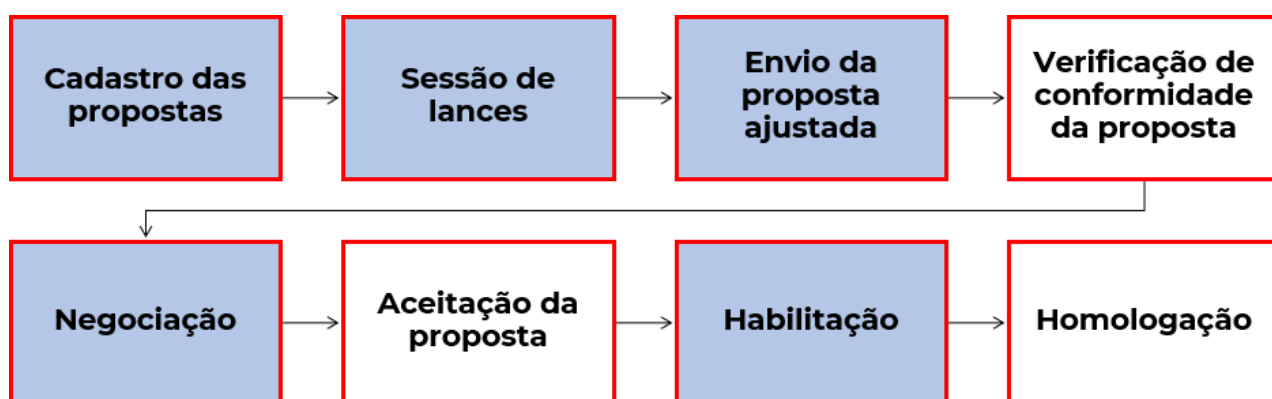 Cadastro das
propostas
Sessão de
lances
Envio da
proposta
ajustada
Verificação de
conformidade
da proposta
Negociação
Aceitação da
proposta
Habilitação
Homologação